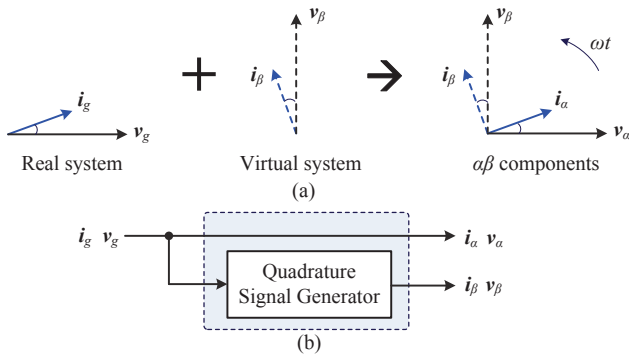 v_β
v_β
ωt
i_β
i_β
i_g
i_α
+
v_g
v_α
Real system
Virtual system
αβ components
(a)
i_g v_g
i_α v_α
Quadrature
Signal Generator
i_β v_β
(b)